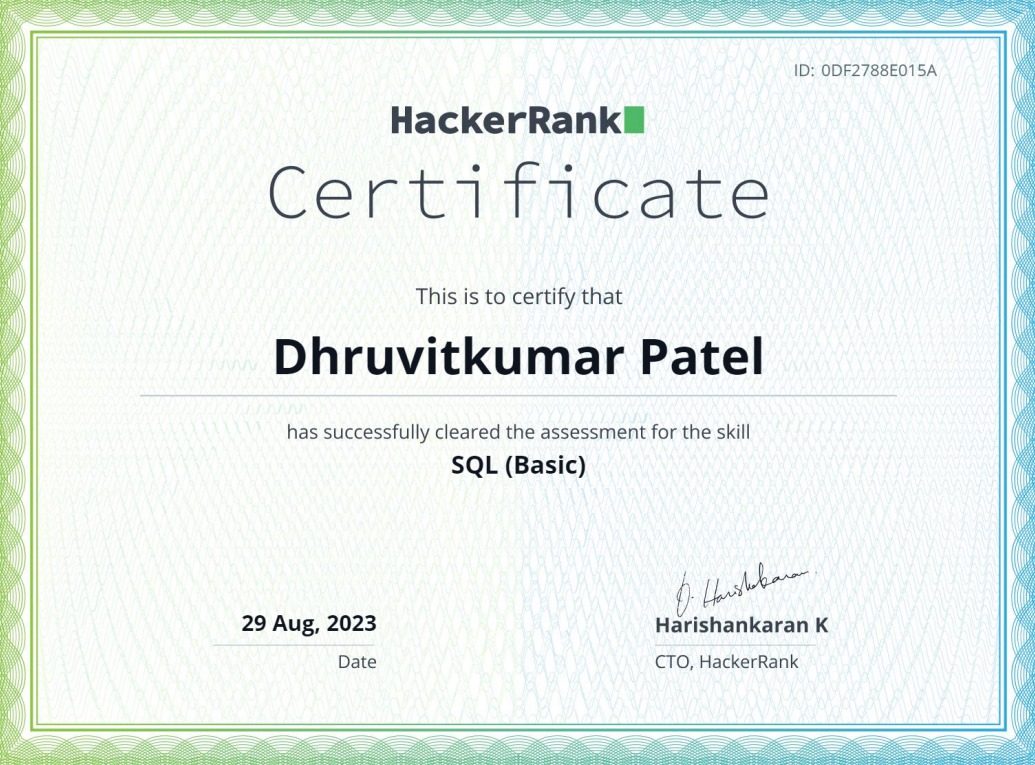 ID: 0DF2788E015A
HackerRank
Certificate
This is to certify that
Dhruvitkumar Patel
has successfully cleared the assessment for the skill
SQL (Basic)
29 Aug, 2023
Date
Harishankaran K
CTO, HackerRank